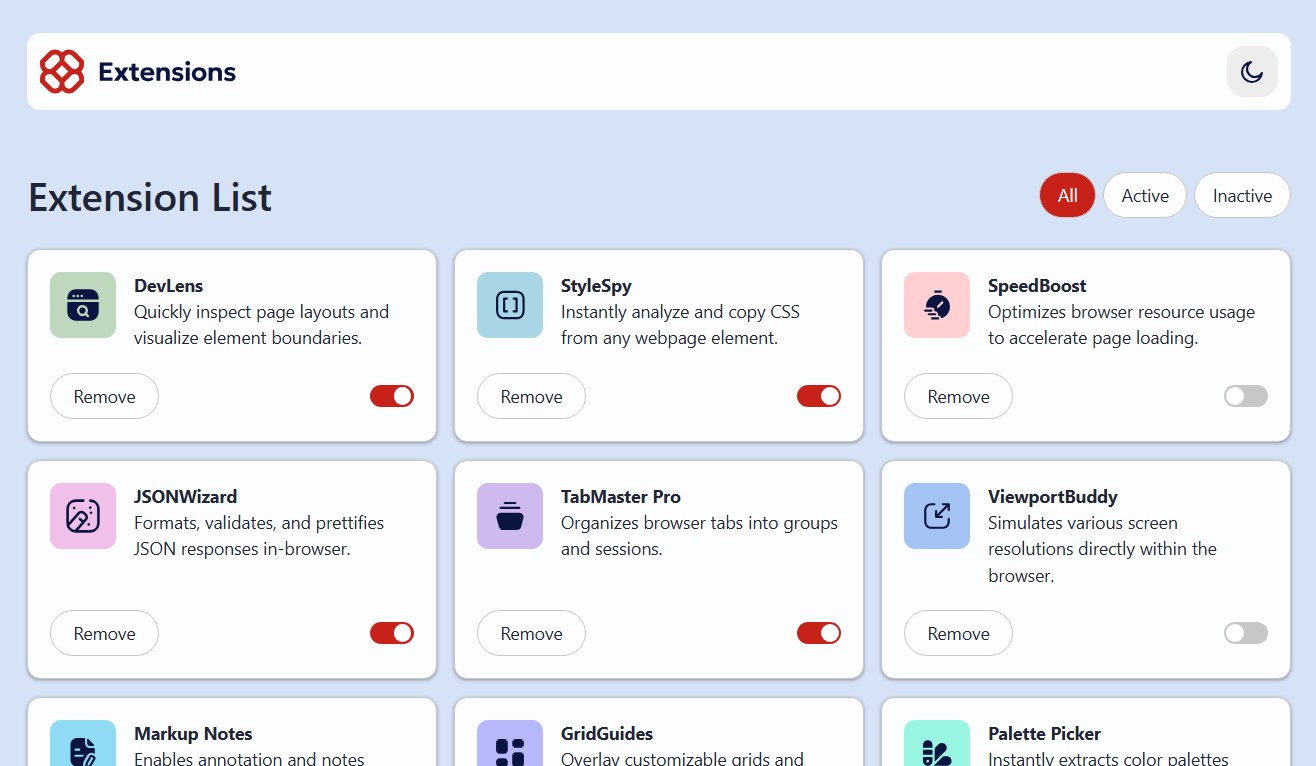 Extensions
Extension List
All
Active
Inactive
DevLens
Quickly inspect page layouts and
visualize element boundaries.
Remove
StyleSpy
Instantly analyze and copy CSS
from any webpage element.
Remove
SpeedBoost
Optimizes browser resource usage
to accelerate page loading.
Remove
JSONWizard
Formats, validates, and prettifies
JSON responses in-browser.
Remove
TabMaster Pro
Organizes browser tabs into groups
and sessions.
Remove
ViewportBuddy
Simulates various screen
resolutions directly within the
browser.
Remove
Markup Notes
Enables annotation and notes
GridGuides
Overlay customizable grids and
Palette Picker
Instantly extracts color palettes